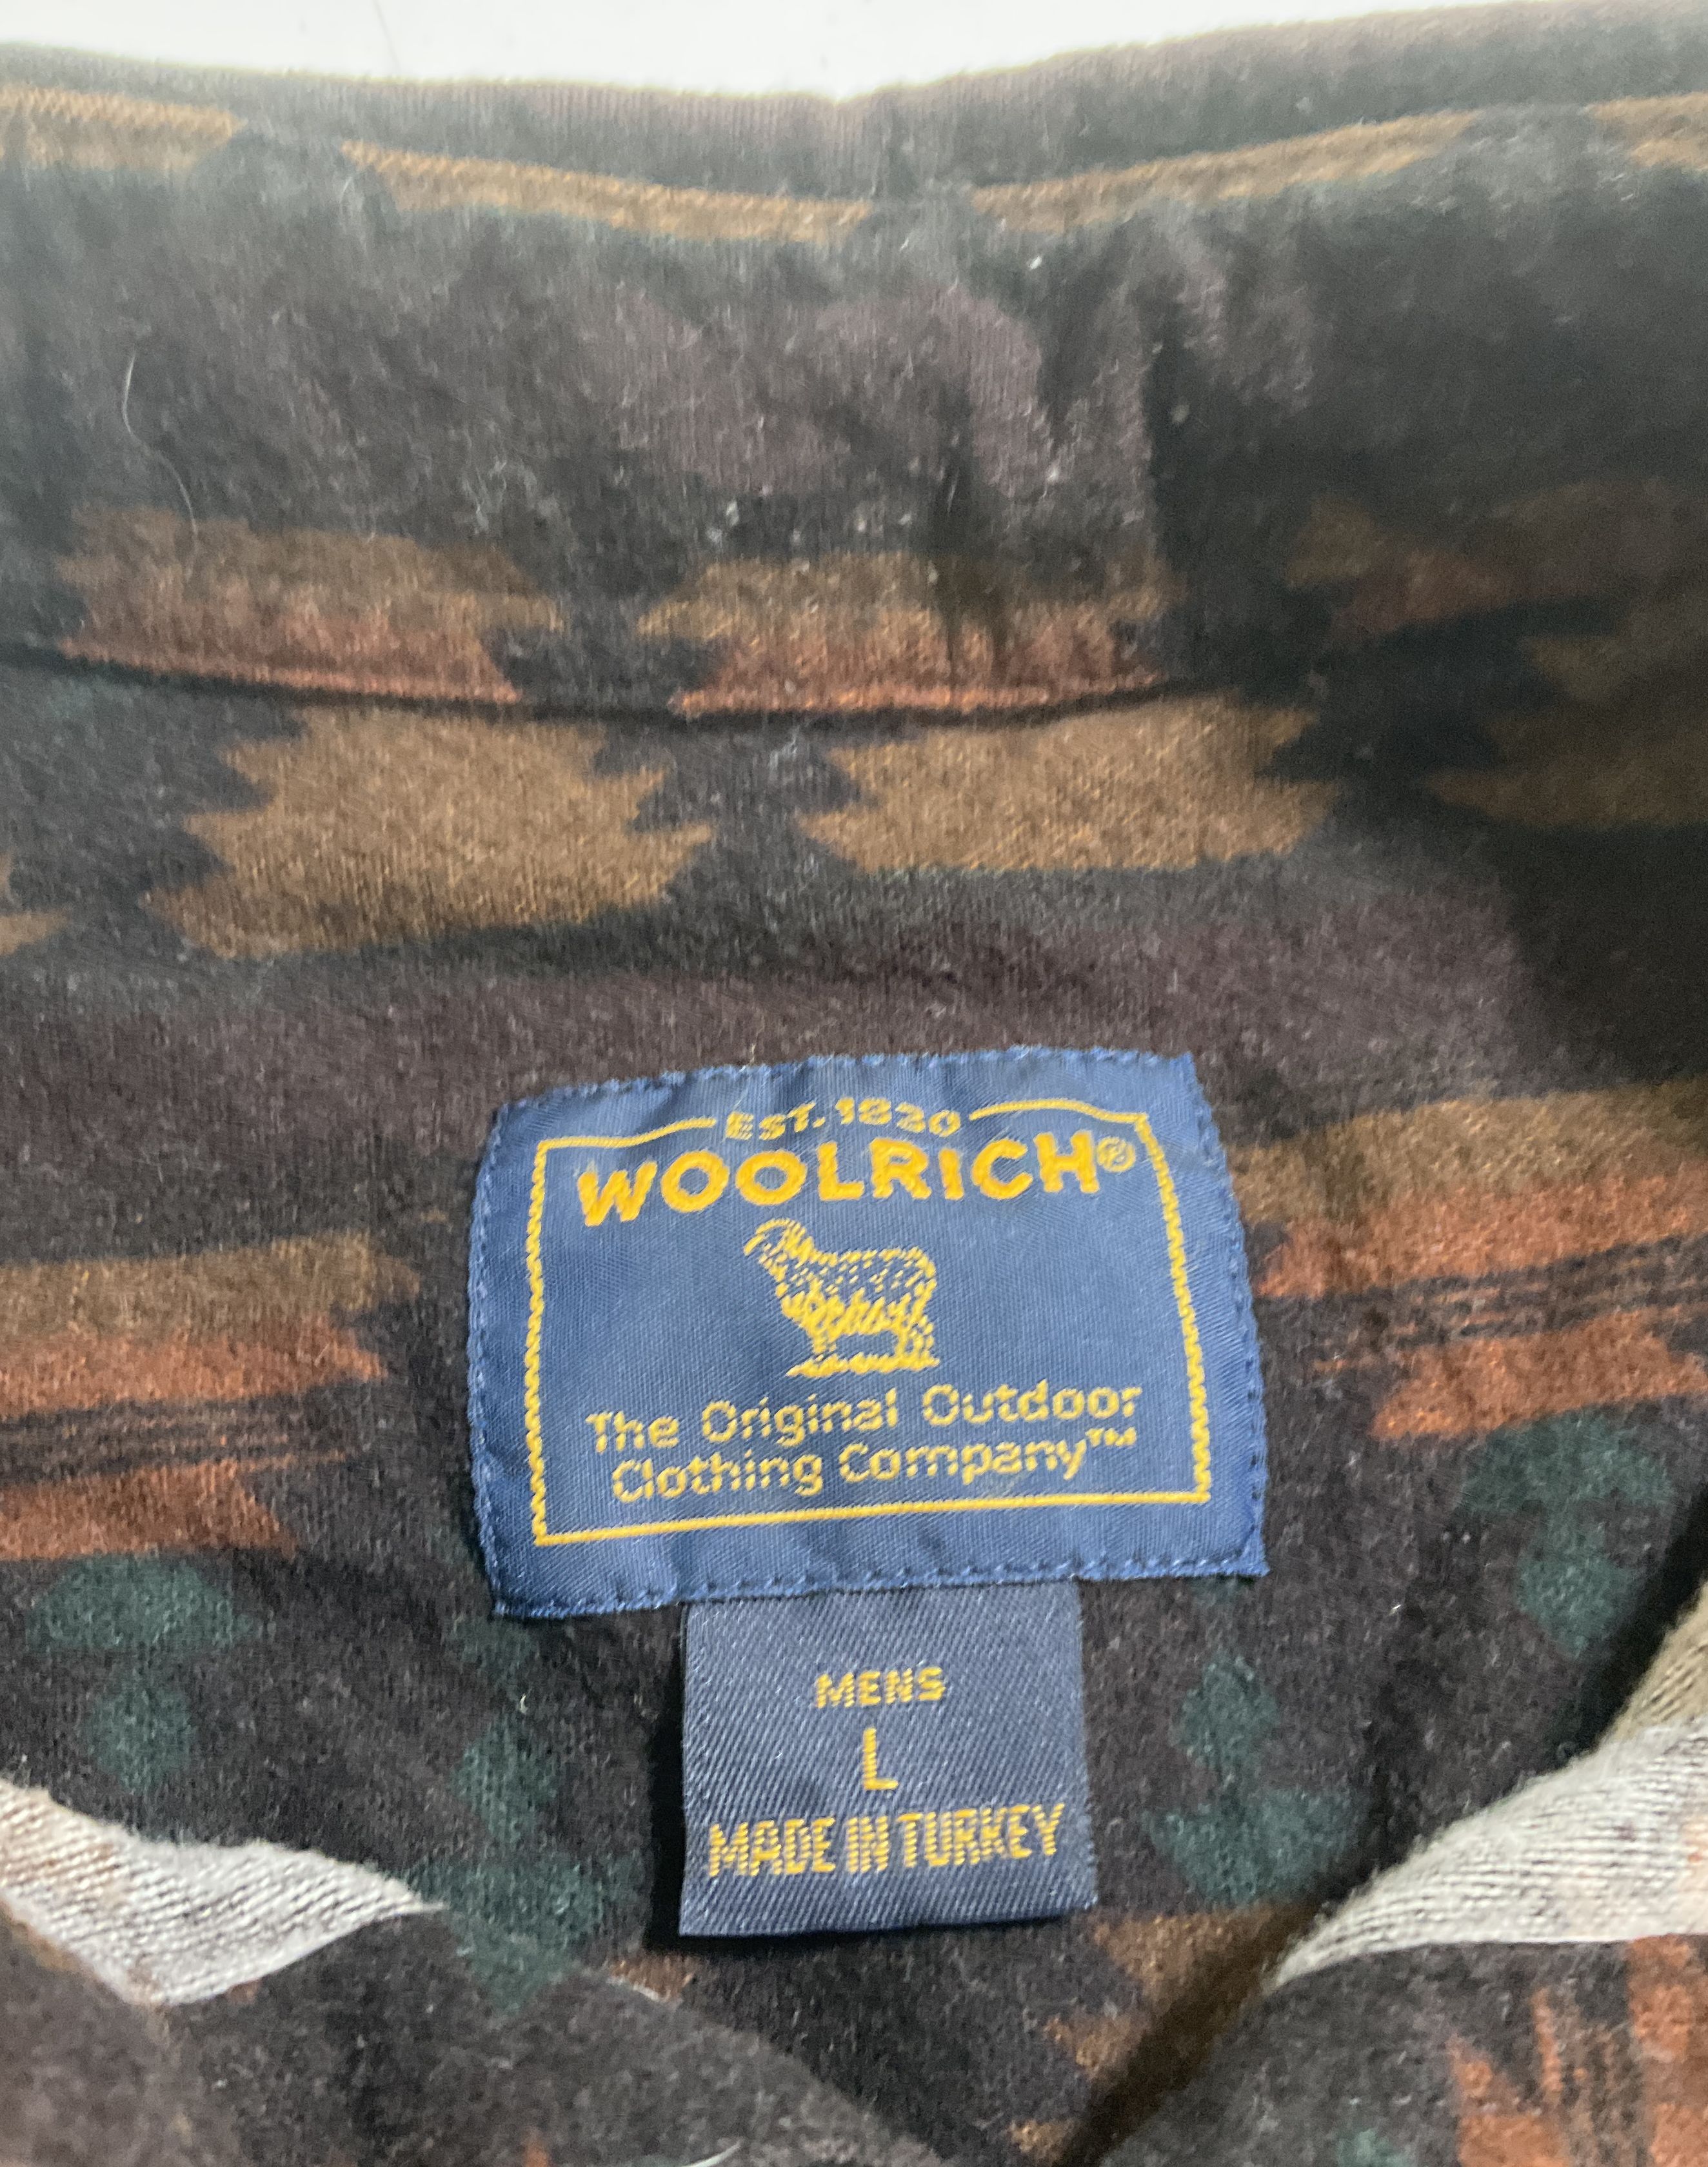 EST. 1830
WOOLRICH®
The Original Outdoor
Clothing Company™
MENS
L
MADE IN TURKEY